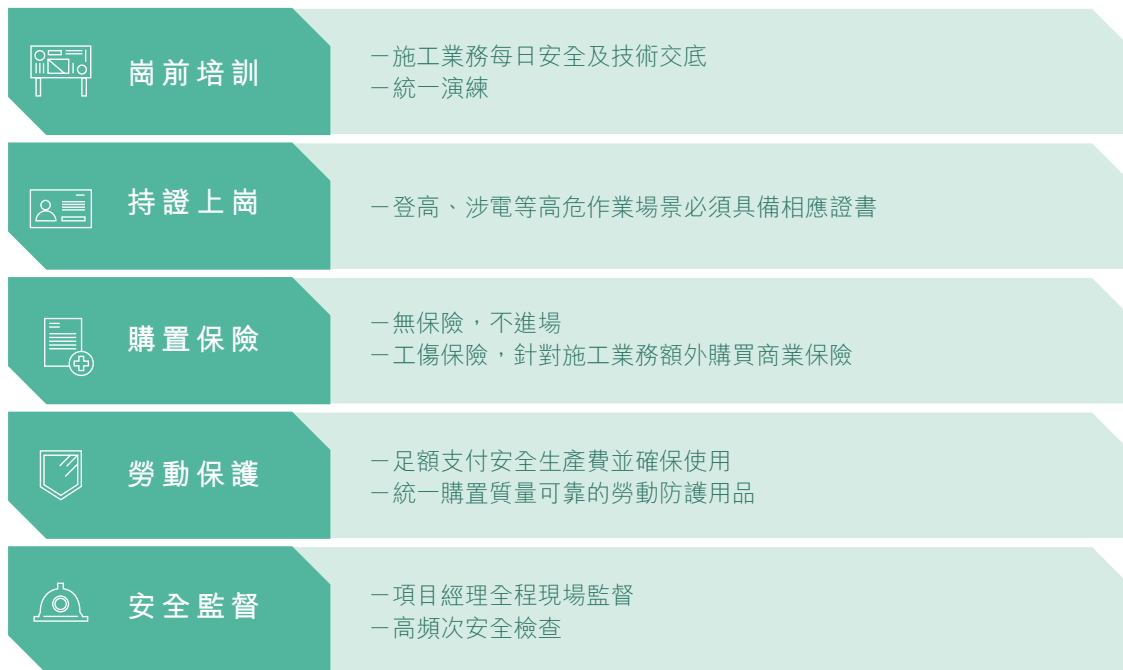 崗前培訓
－施工業務每日安全及技術交底
－統一演練
持證上崗
－登高、涉電等高危作業場景必須具備相應證書
購置保險
－無保險，不進場
－工傷保險，針對施工業務額外購買商業保險
勞動保護
－足額支付安全生產費並確保使用
－統一購置質量可靠的勞動防護用品
安全監督
－項目經理全程現場監督
－高頻次安全檢查